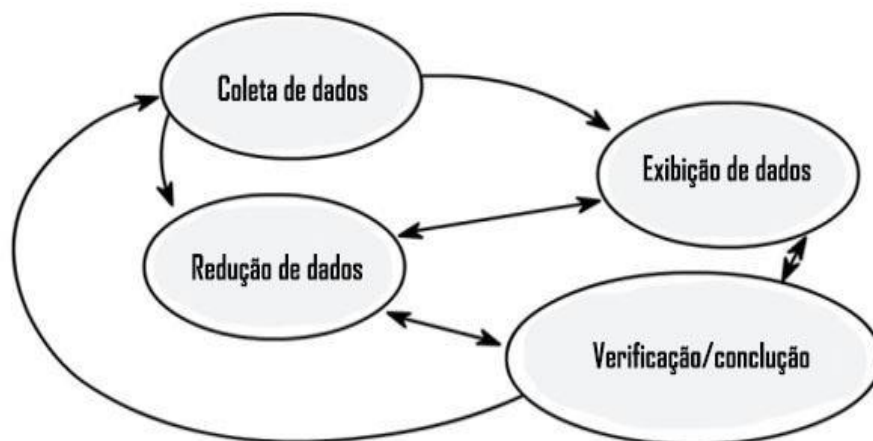 Coleta de dados
Exibição de dados
Redução de dados
Verificação/conclução